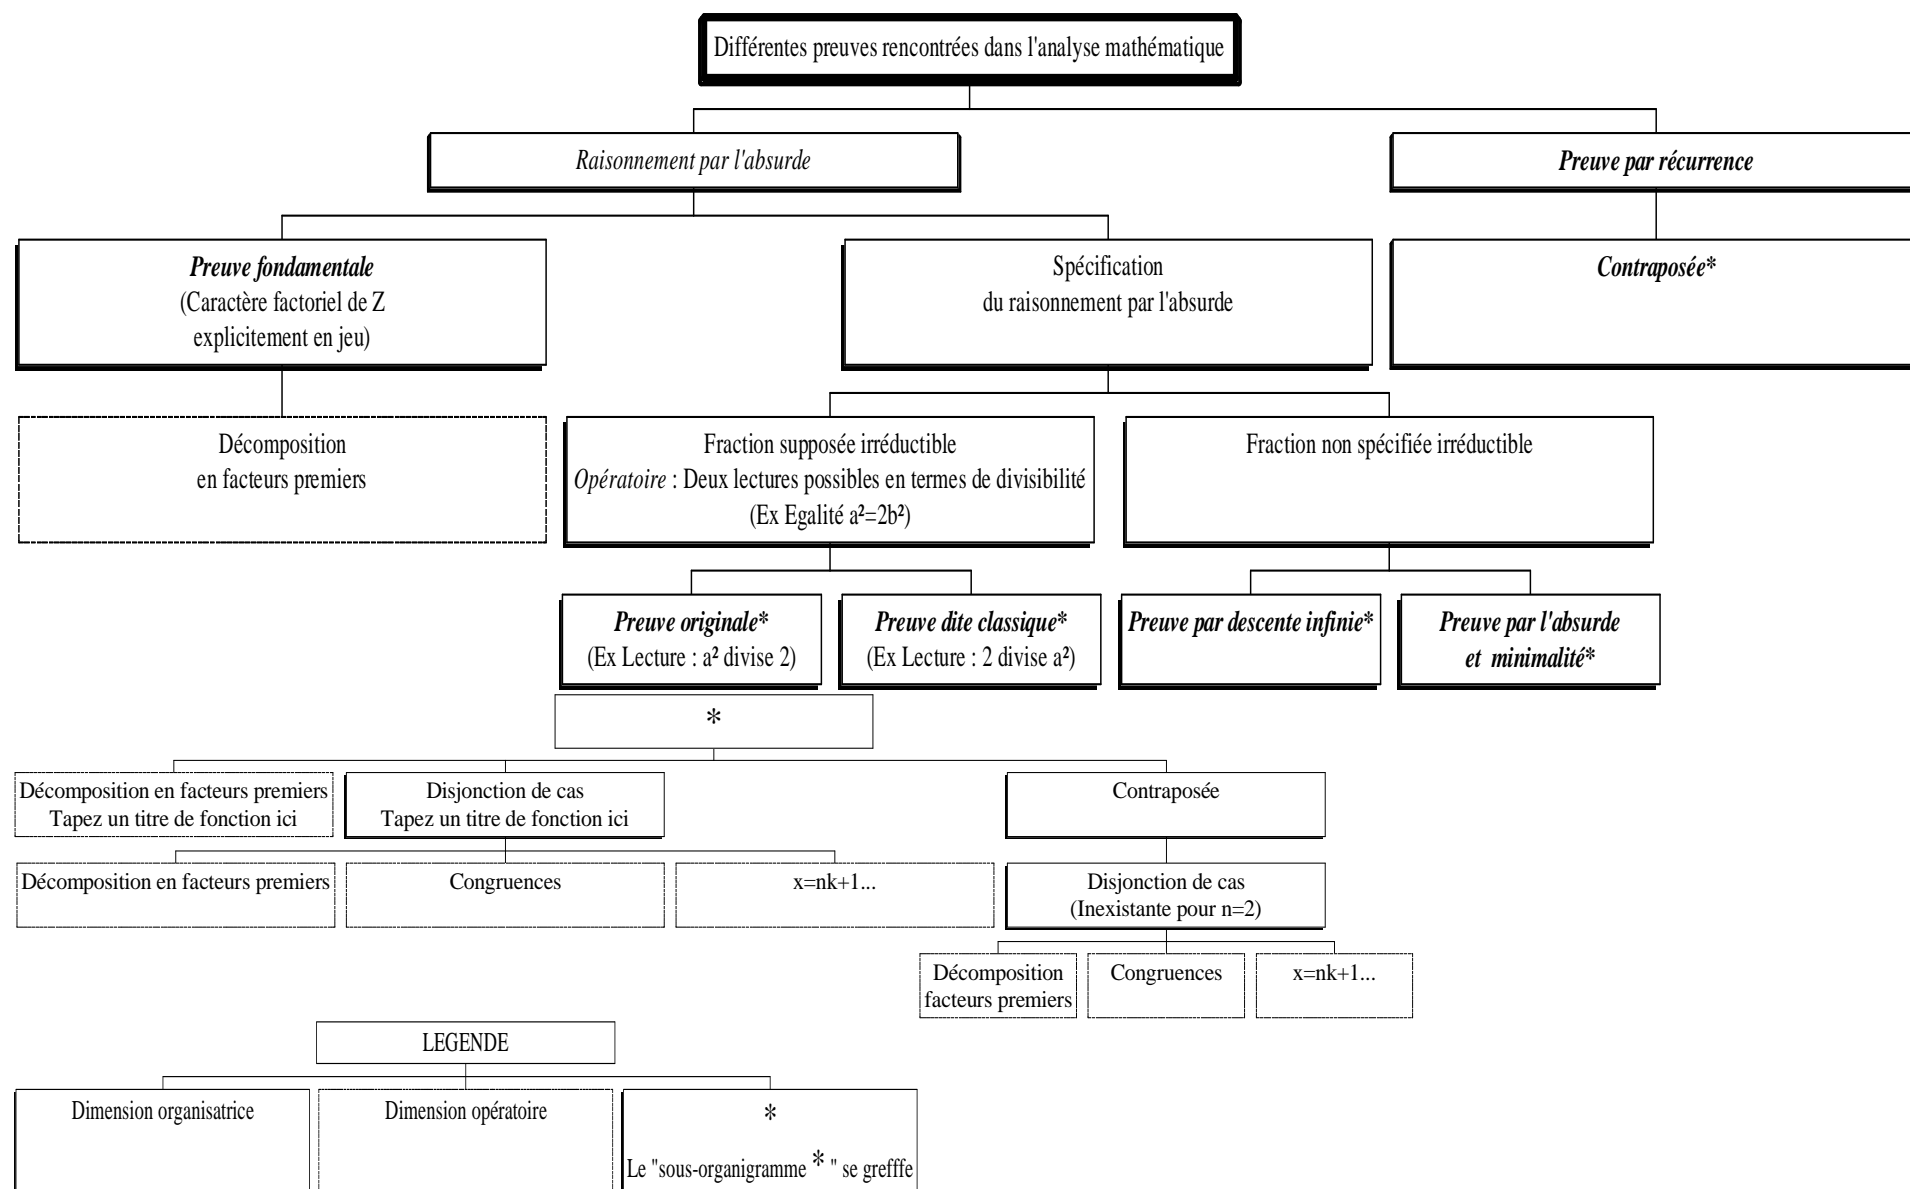 Différentes preuves rencontrées dans l'analyse mathématique
Raisonnement par l'absurde
Preuve par récurrence
Preuve fondamentale
(Caractère factoriel de Z
explicitement en jeu)
Spécification
du raisonnement par l'absurde
Contraposée*
Décomposition
en facteurs premiers
Fraction supposée irréductible
Opératoire : Deux lectures possibles en termes de divisibilité
(Ex Egalité a²=2b²)
Fraction non spécifiée irréductible
Preuve originale*
(Ex Lecture : a² divise 2)
Preuve dite classique*
(Ex Lecture : 2 divise a²)
Preuve par descente infinie*
Preuve par l'absurde
et minimalité*
*
Décomposition en facteurs premiers
Tapez un titre de fonction ici
Disjonction de cas
Tapez un titre de fonction ici
Contraposée
Décomposition en facteurs premiers
Congruences
x=nk+1...
Disjonction de cas
(Inexistante pour n=2)
Décomposition
facteurs premiers
Congruences
x=nk+1...
LEGENDE
Dimension organisatrice
Dimension opératoire
*
Le "sous-organigramme * " se grefffe